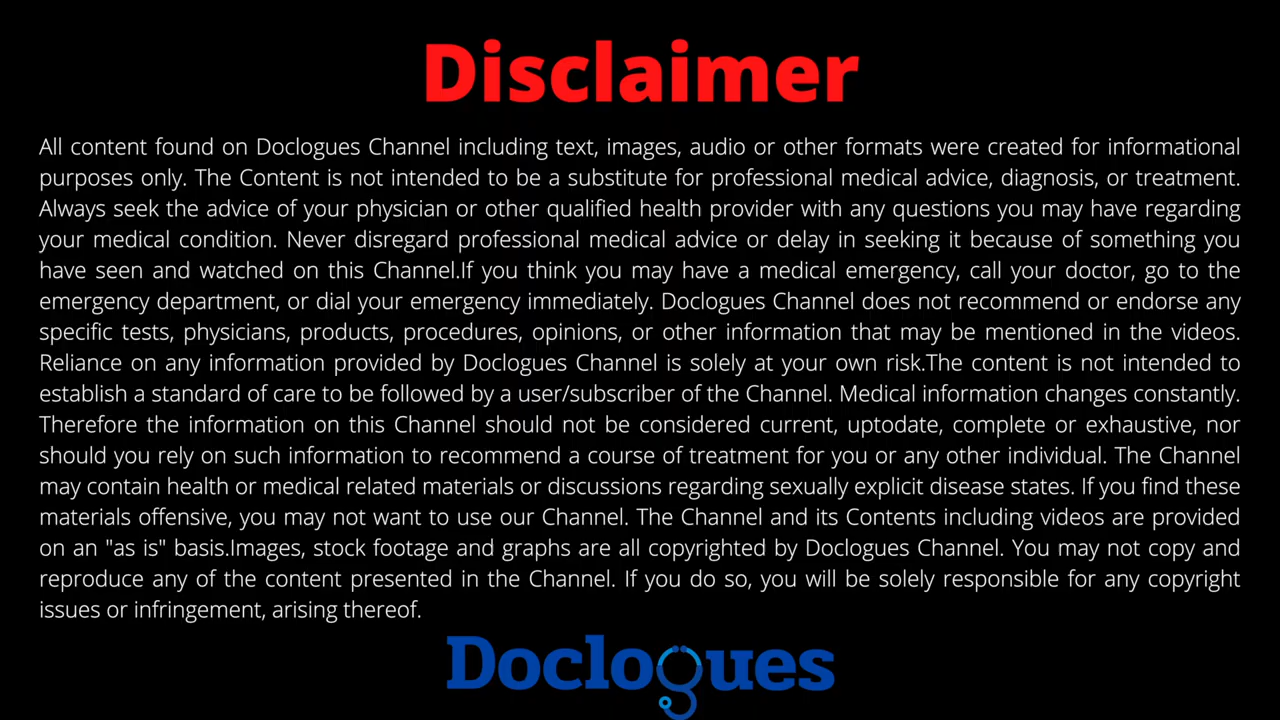 Disclaimer
All content found on Doclogues Channel including text, images, audio or other formats were created for informational
purposes only. The Content is not intended to be a substitute for professional medical advice, diagnosis, or treatment.
Always seek the advice of your physician or other qualified health provider with any questions you may have regarding
your medical condition. Never disregard professional medical advice or delay in seeking it because of something you
have seen and watched on this Channel.If you think you may have a medical emergency, call your doctor, go to the
emergency department, or dial your emergency immediately. Doclogues Channel does not recommend or endorse any
specific tests, physicians, products, procedures, opinions, or other information that may be mentioned in the videos.
Reliance on any information provided by Doclogues Channel is solely at your own risk.The content is not intended to
establish a standard of care to be followed by a user/subscriber of the Channel. Medical information changes constantly.
Therefore the information on this Channel should not be considered current, uptodate, complete or exhaustive, nor
should you rely on such information to recommend a course of treatment for you or any other individual. The Channel
may contain health or medical related materials or discussions regarding sexually explicit disease states. If you find these
materials offensive, you may not want to use our Channel. The Channel and its Contents including videos are provided
on an "as is" basis.Images, stock footage and graphs are all copyrighted by Doclogues Channel. You may not copy and
reproduce any of the content presented in the Channel. If you do so, you will be solely responsible for any copyright
issues or infringement, arising thereof.
Doclogues